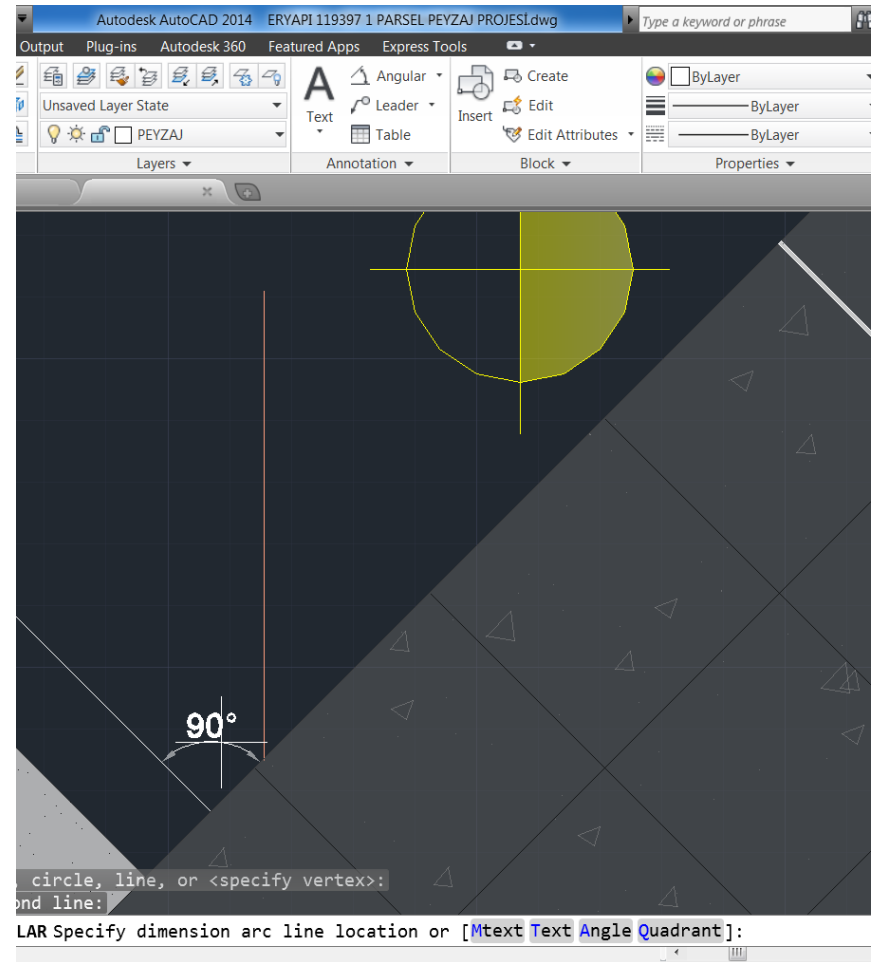 Autodesk AutoCAD 2014 ERYAPI 119397 1 PARSEL PEYZAJ PROJESİ.dwg Type a keyword or phrase
Output Plug-ins Autodesk 360 Featured Apps Express Tools
Angular Create ByLayer
Unsaved Layer State Text Leader Insert Edit ByLayer
PEYZAJ Table Edit Attributes ByLayer
Layers Annotation Block Properties
90°
, circle, line, or <specify vertex>:
ond line:
LAR Specify dimension arc line location or [Mtext Text Angle Quadrant]: